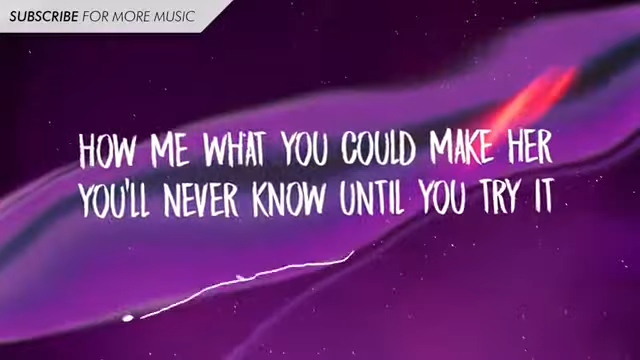 SUBSCRIBE FOR MORE MUSIC
HOW ME WHAT YOU COULD MAKE HER
YOU'LL NEVER KNOW UNTIL YOU TRY IT